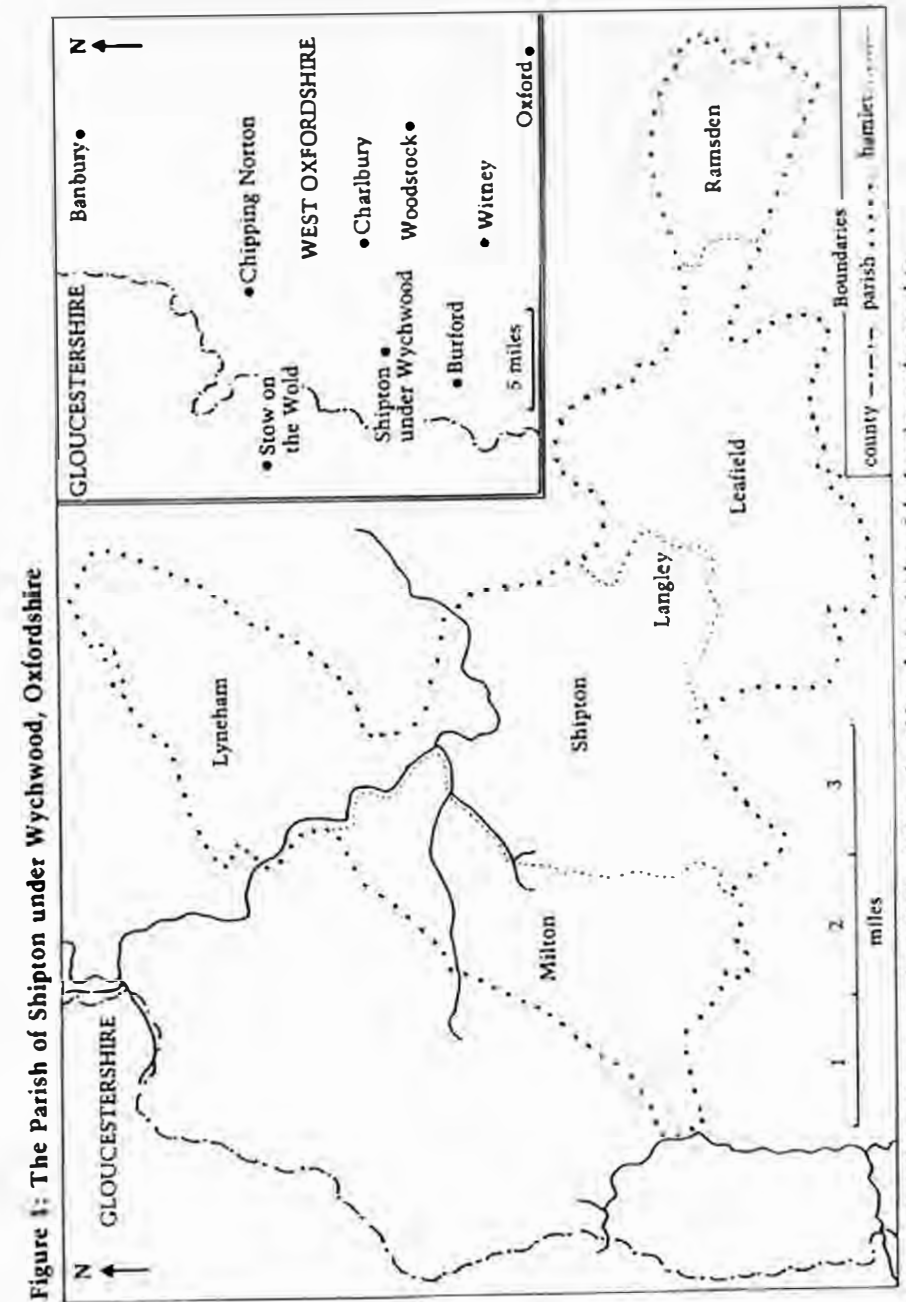 Figure 1: The Parish of Shipton under Wychwood, Oxfordshire
N
GLOUCESTERSHIRE
Lyneham
Milton
Shipton
Langley
Leafield
Ramsden
1
2
3
miles
GLOUCESTERSHIRE
N
Banbury
Chipping Norton
Stow on
the Wold
WEST OXFORDSHIRE
Charlbury
Shipton
under Wychwood
Woodstock
Burford
Witney
5 miles
Oxford
Boundaries
county parish hamlet